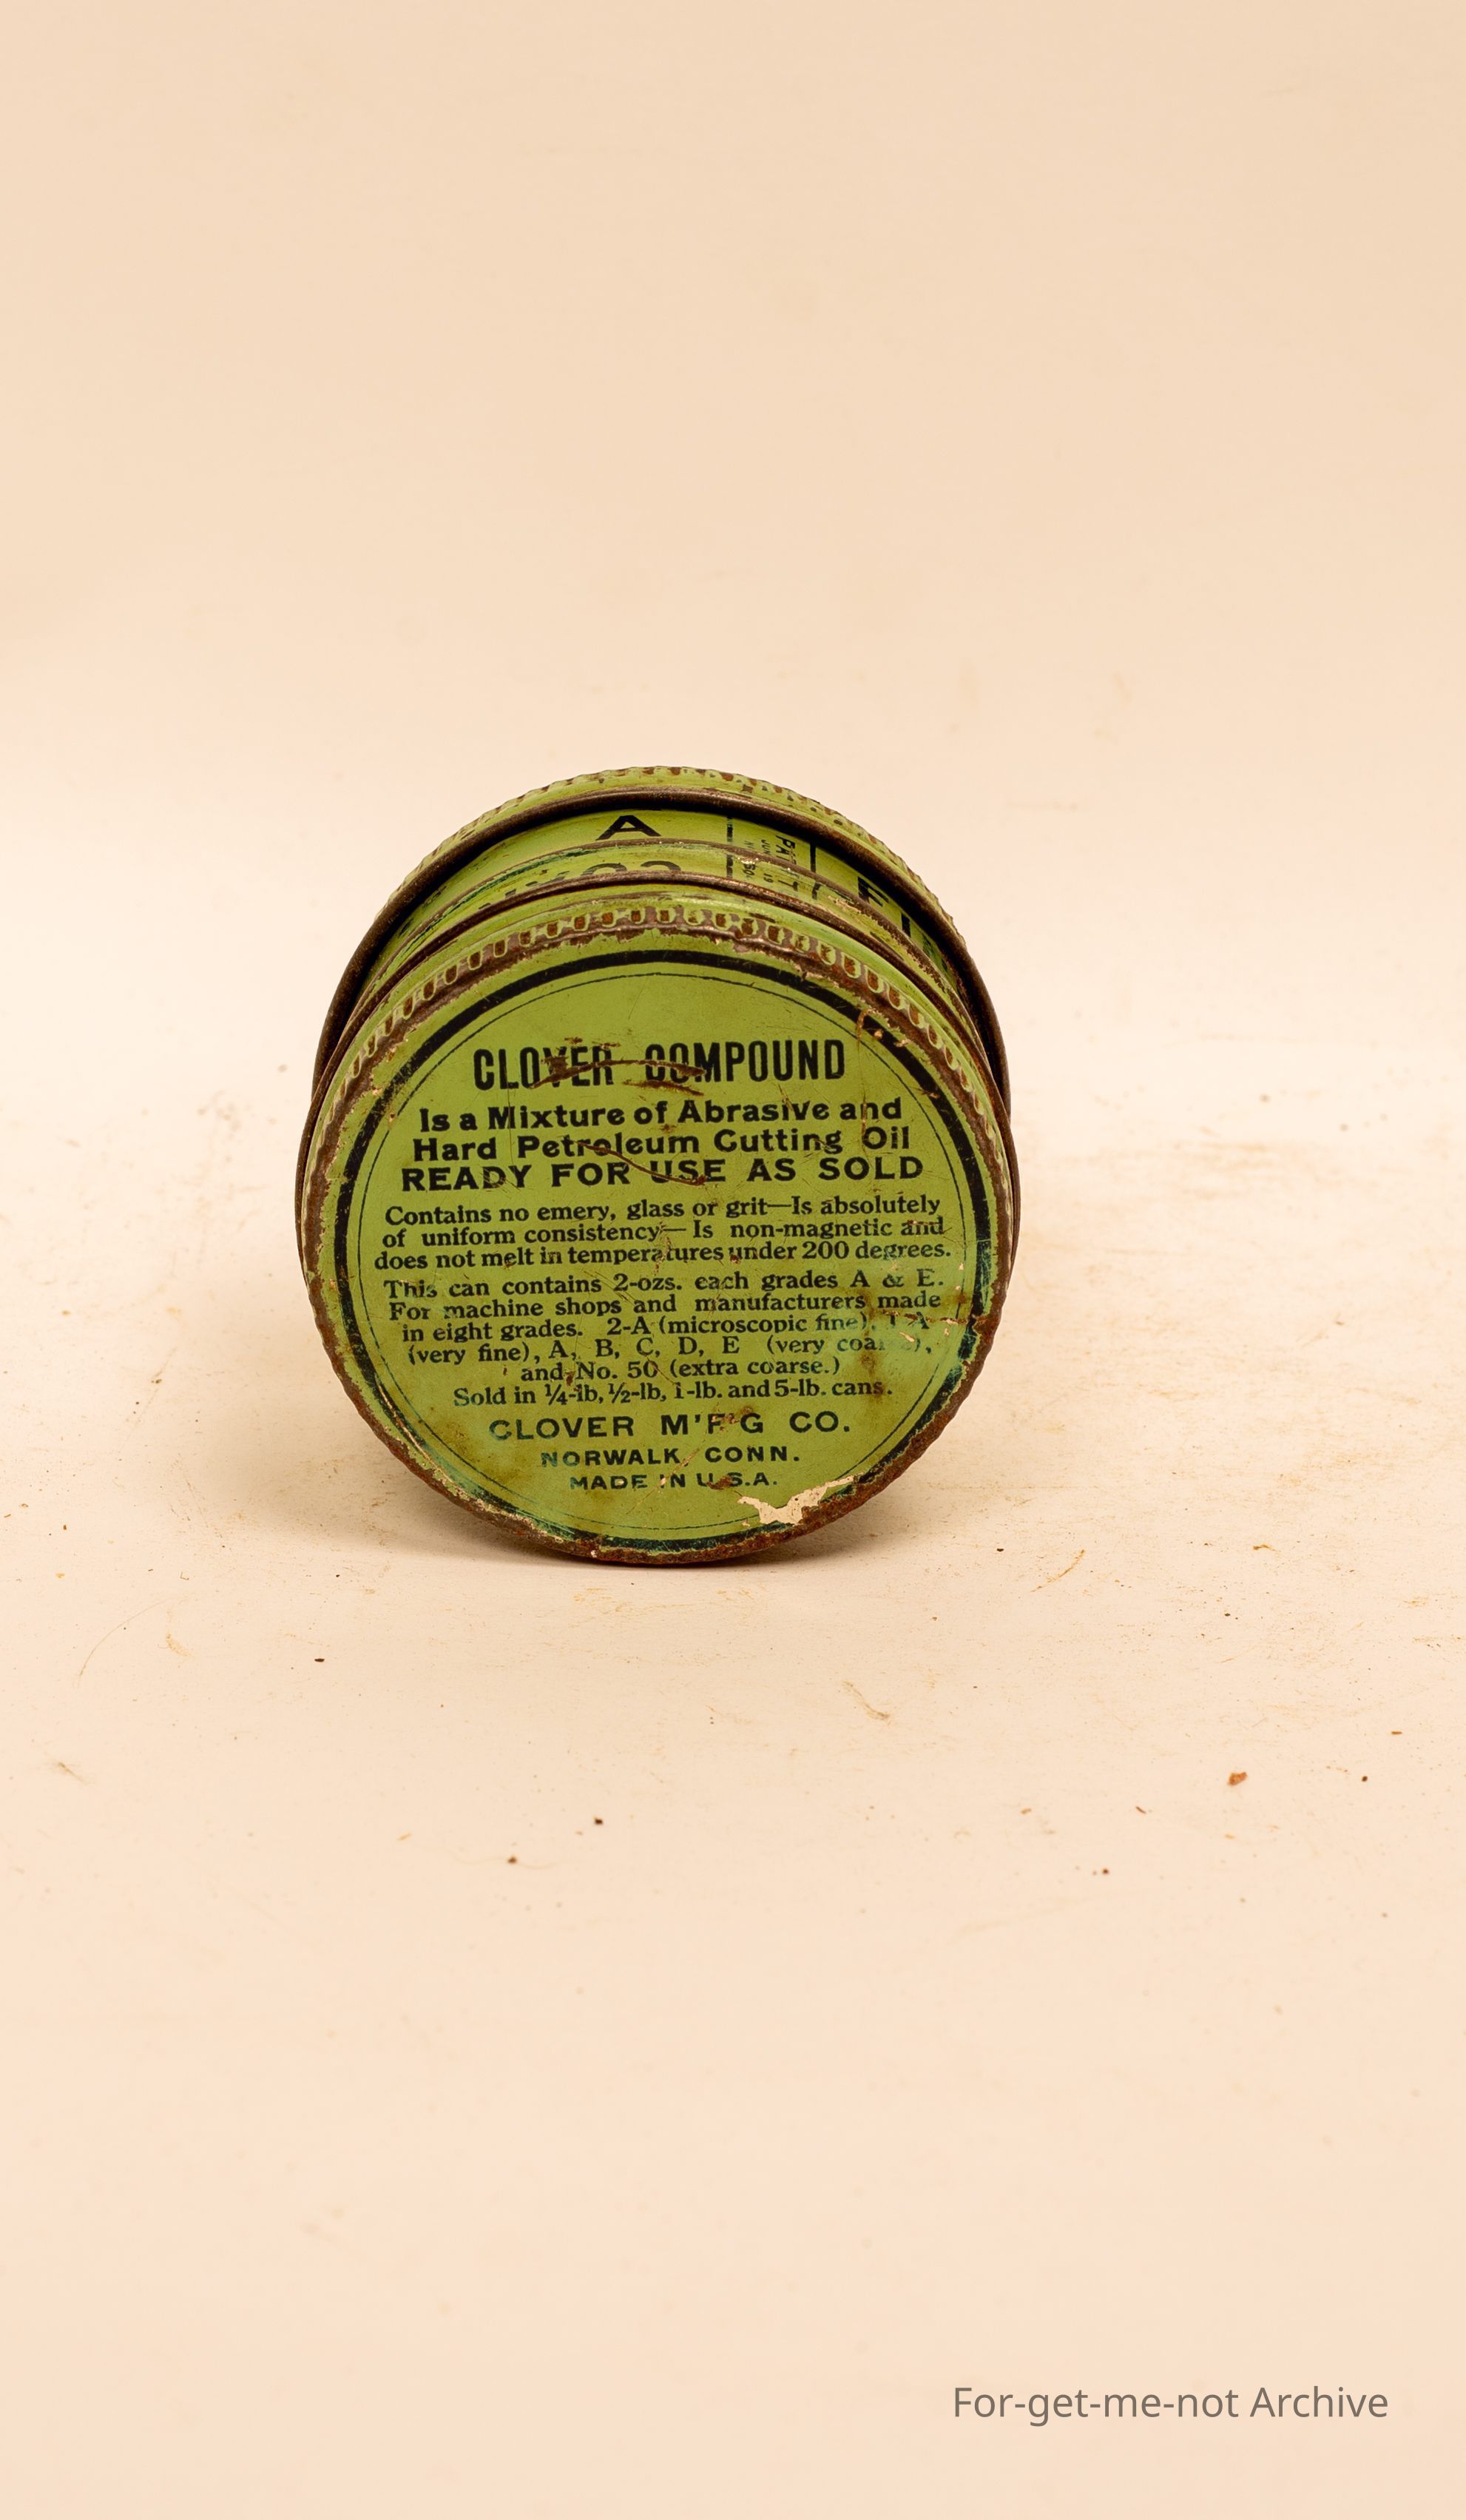 A
FI
CLOVER COMPOUND
Is a Mixture of Abrasive and
Hard Petroleum Cutting Oil
READY FOR USE AS SOLD
Contains no emery, glass or grit—Is absolutely
of uniform consistency—Is non-magnetic and
does not melt in temperatures under 200 degrees.
This can contains 2-ozs. each grades A & E.
For machine shops and manufacturers made
in eight grades. 2-A (microscopic fine), 1-A
(very fine), A, B, C, D, E (very coarse),
and No. 50 (extra coarse.)
Sold in ¼-lb, ½-lb, 1-lb. and 5-lb. cans.
CLOVER M'F'G CO.
NORWALK, CONN.
MADE IN U.S.A.
For-get-me-not Archive